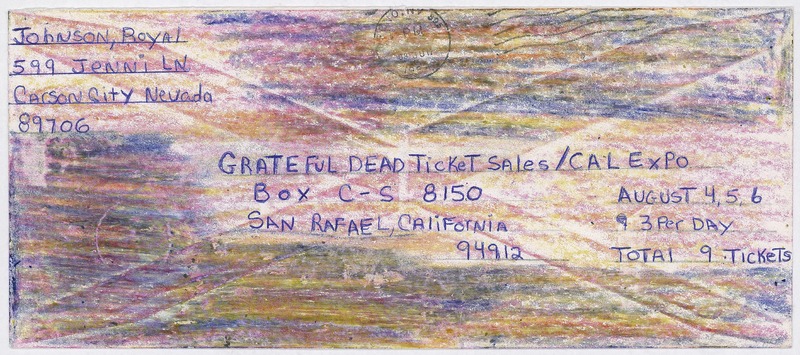 Johnson, Royal
599 Jenni LN
Carson City Nevada
89706
GRATEFUL DEAD TicKeT Sales/CAL ExPO
Box C-S 8150
SAN RAFAEL, CAliforniA
94912
AUGUST 4, 5, 6
9 3 Per DAY
TOTAl 9 TicKeTs